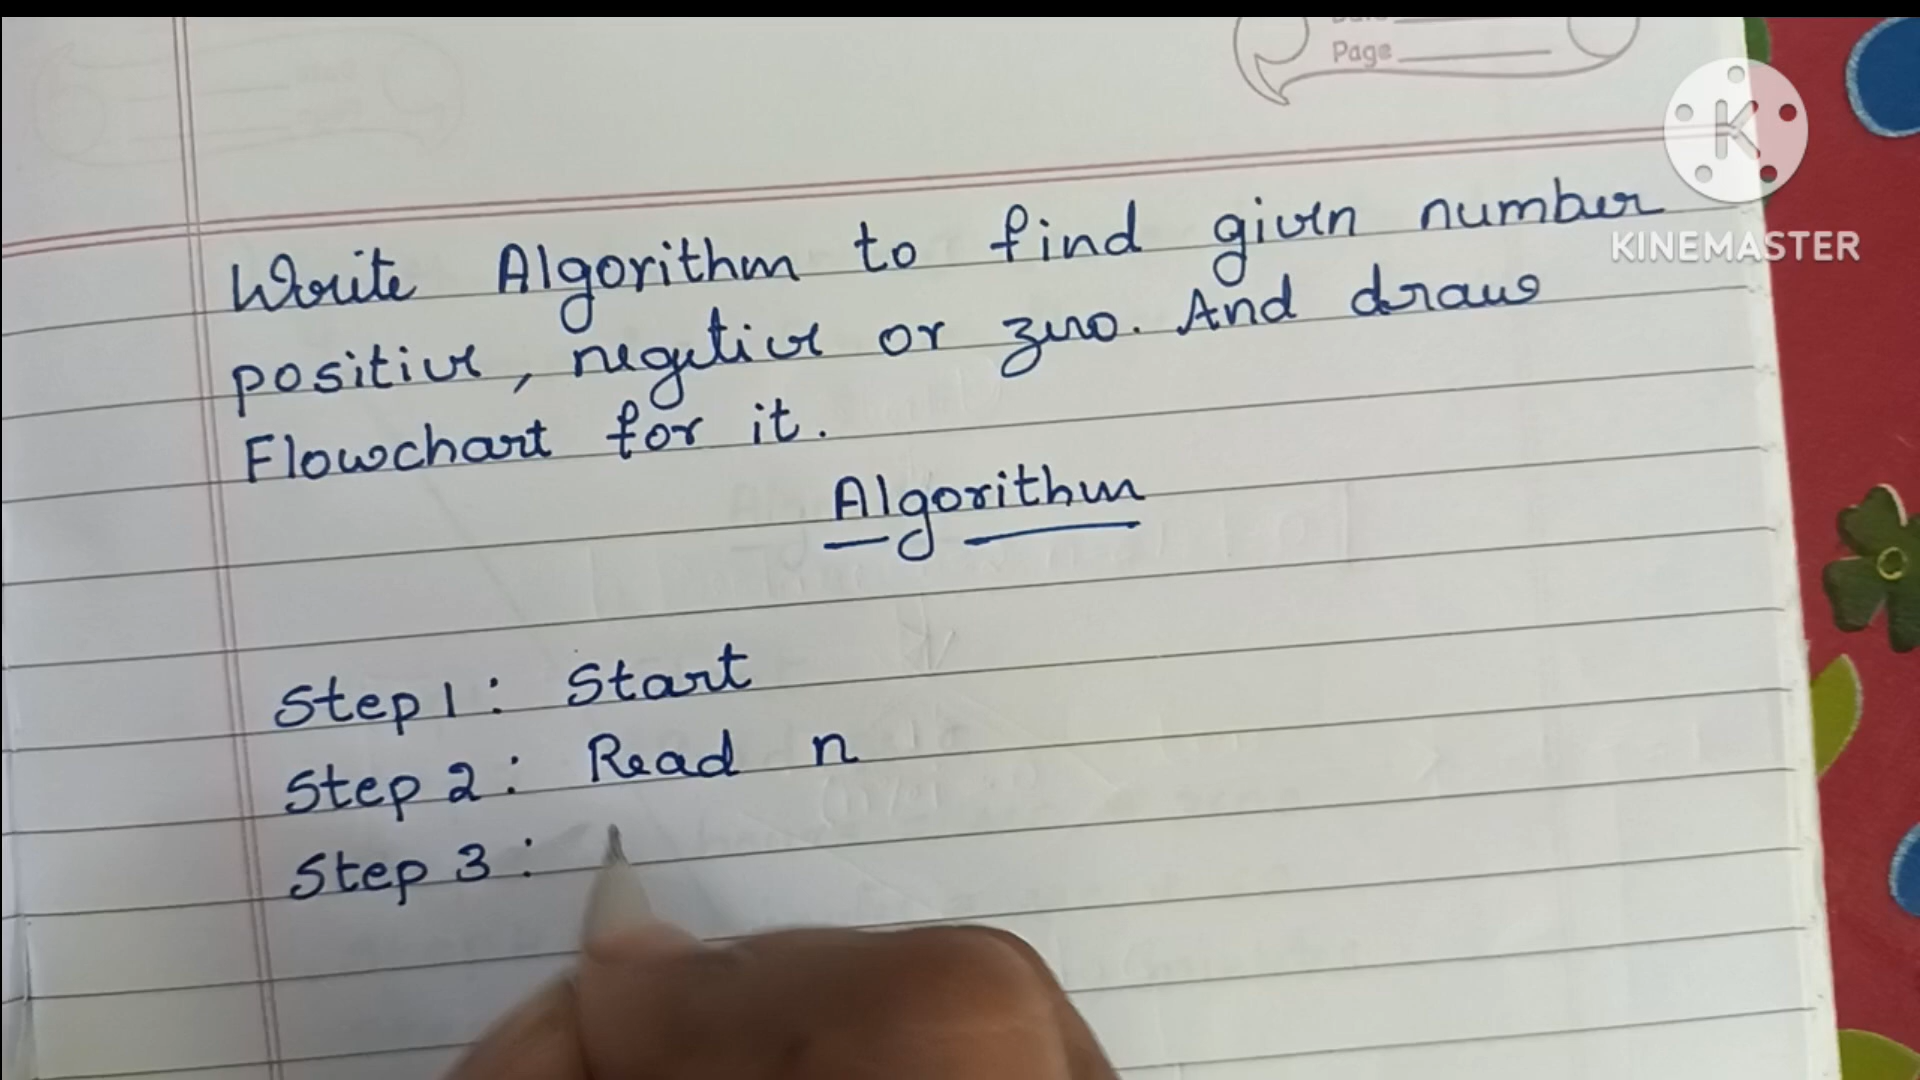 Page
KINEMASTER
Write Algorithm to find given number
positive, negative or zero. And draw
Flowchart for it.
Algorithm
Step 1: Start
Step 2: Read n
Step 3: